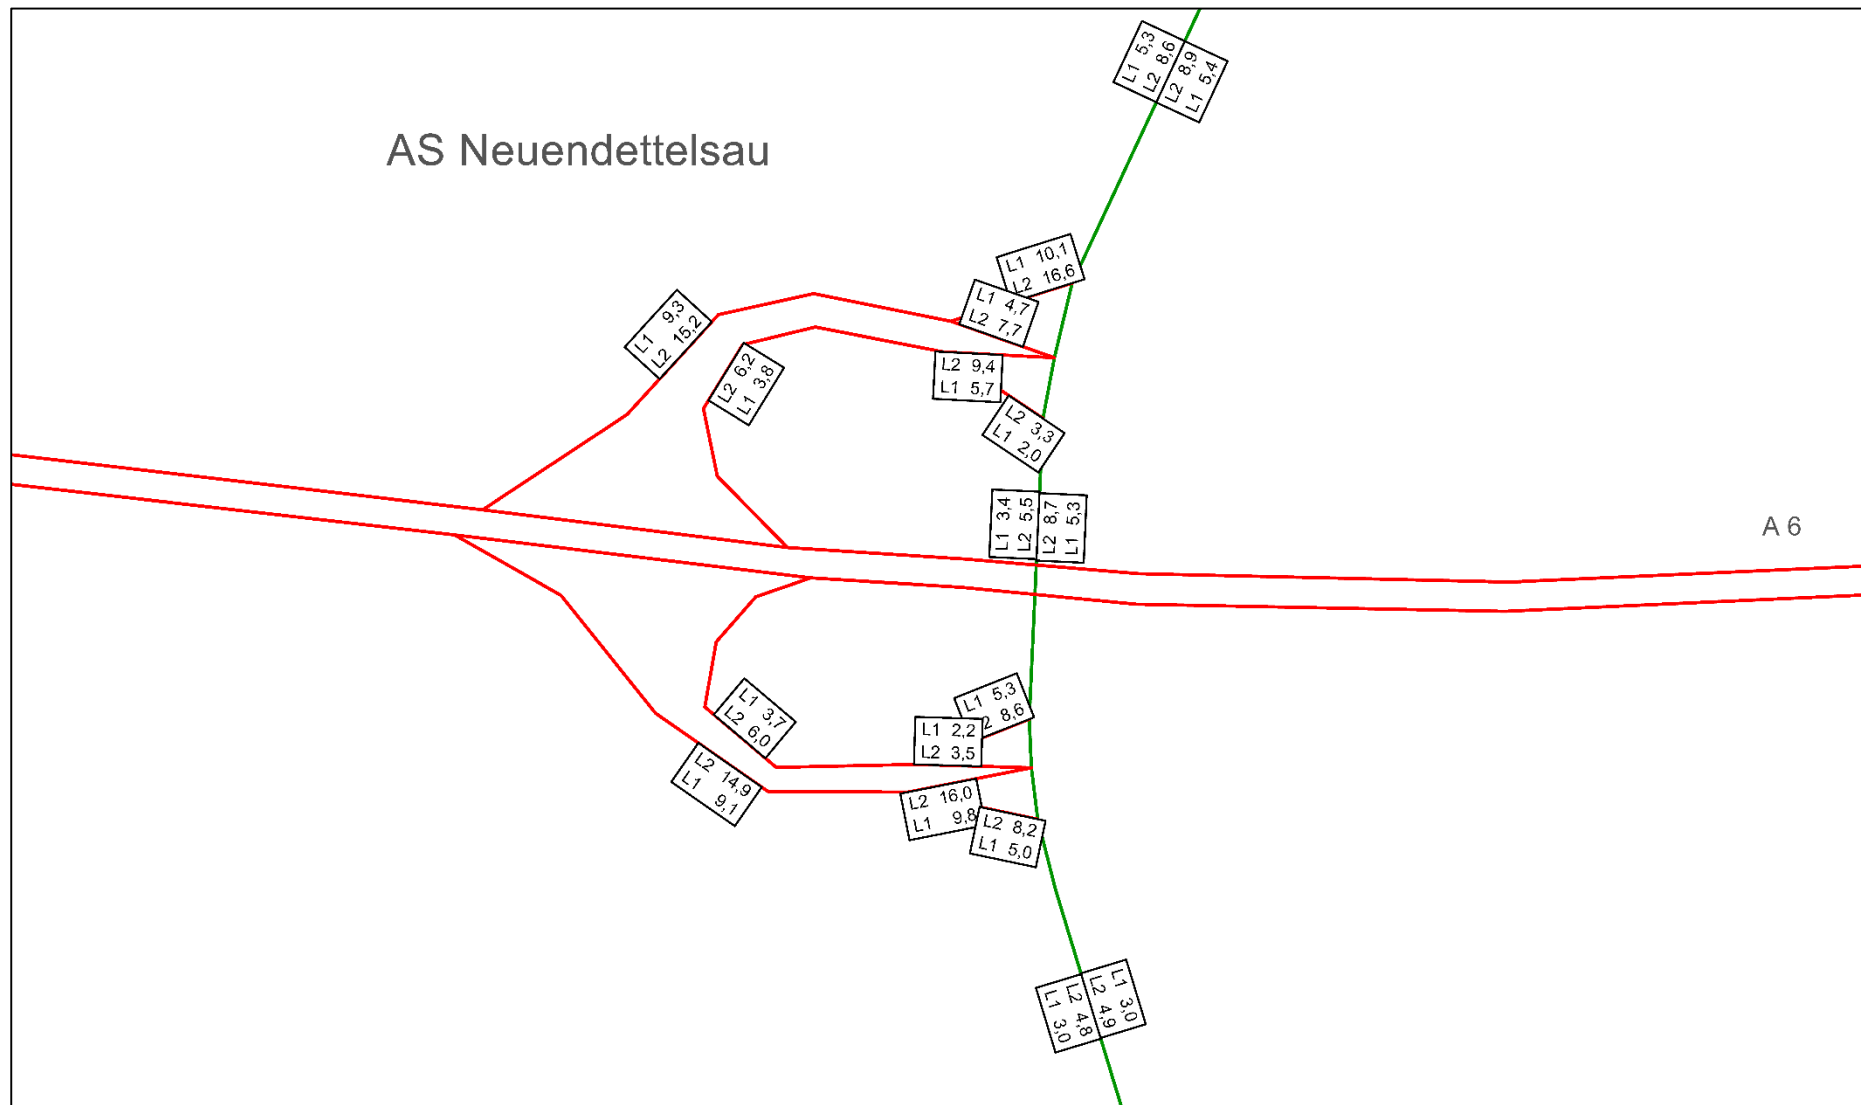 L1 5,3
L2 8,6
L2 8,9
L1 5,4
AS Neuendettelsau
L1 10,1
L2 16,6
L1 4,7
L2 7,7
L1 9,3
L2 15,2
L2 6,2
L1 3,8
L2 9,4
L1 5,7
L2 3,3
L1 2,0
L1 3,4
L2 5,5
L2 8,7
L1 5,3
A 6
L1 5,3
2 8,6
L1 2,2
L2 3,5
L1 3,7
L2 6,0
L2 14,9
L1 9,1
L2 16,0
L1 9,8
L2 8,2
L1 5,0
L1 3,0
L2 4,9
L2 4,8
L1 3,0